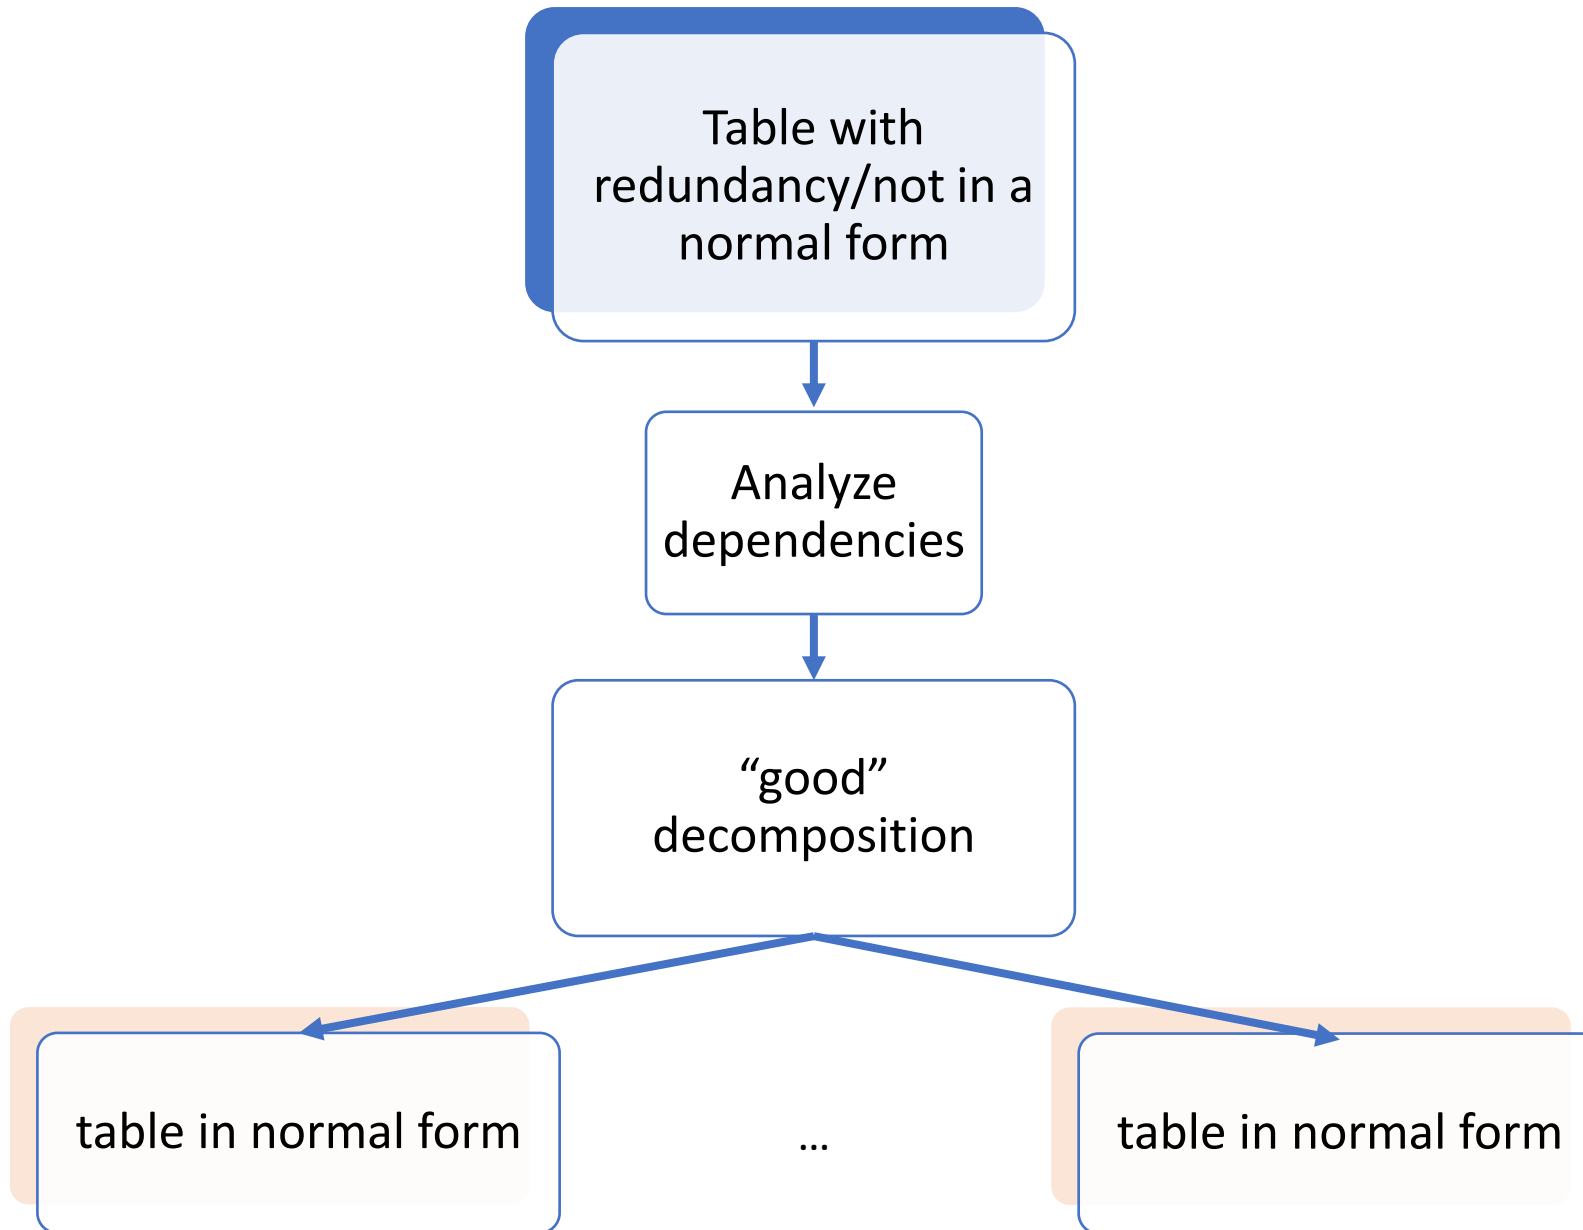 Table with
redundancy/not in a
normal form
Analyze
dependencies
“good”
decomposition
table in normal form
...
table in normal form